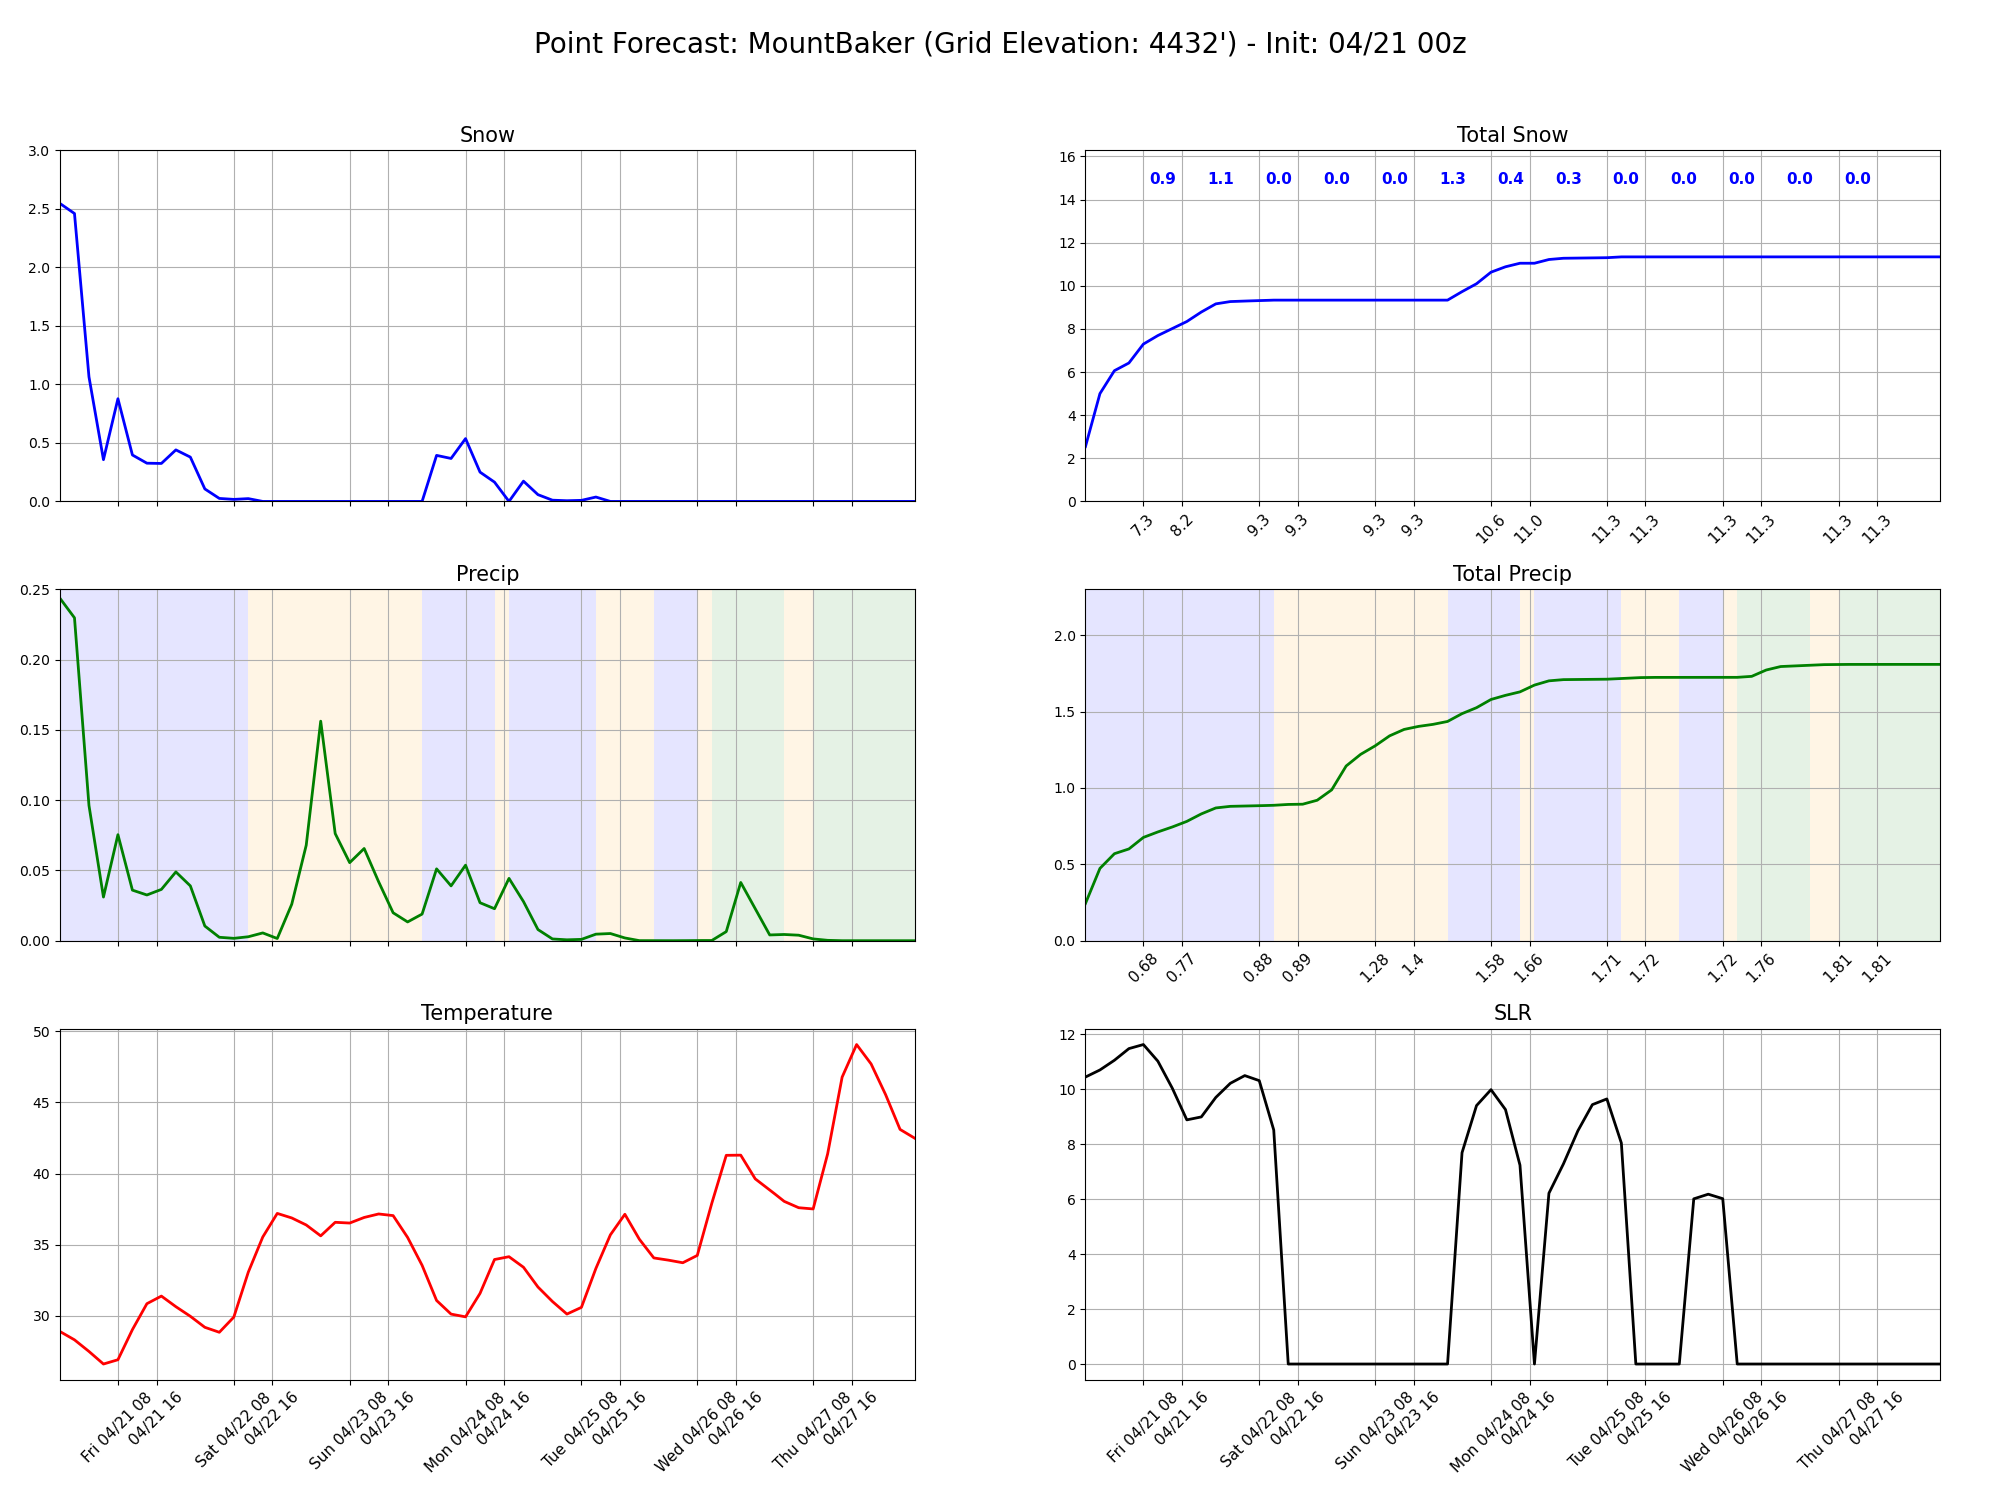 Point Forecast: MountBaker (Grid Elevation: 4432') - Init: 04/21 00z
Snow
3.0
2.5
2.0
1.5
1.0
0.5
0.0
Total Snow
16
14
12
10
8
6
4
2
0
0.9 1.1 0.0 0.0 0.0 1.3 0.4 0.3 0.0 0.0 0.0 0.0 0.0
7.3 8.2 9.3 9.3 9.3 9.3 10.6 11.0 11.3 11.3 11.3 11.3 11.3 11.3
Precip
0.25
0.20
0.15
0.10
0.05
0.00
Total Precip
2.0
1.5
1.0
0.5
0.0
0.68 0.77 0.88 0.89 1.28 1.4 1.58 1.66 1.71 1.72 1.72 1.76 1.81 1.81
Temperature
50
45
40
35
30
Fri 04/21 08
04/21 16
Sat 04/22 08
04/22 16
Sun 04/23 08
04/23 16
Mon 04/24 08
04/24 16
Tue 04/25 08
04/25 16
Wed 04/26 08
04/26 16
Thu 04/27 08
04/27 16
SLR
12
10
8
6
4
2
0
Fri 04/21 08
04/21 16
Sat 04/22 08
04/22 16
Sun 04/23 08
04/23 16
Mon 04/24 08
04/24 16
Tue 04/25 08
04/25 16
Wed 04/26 08
04/26 16
Thu 04/27 08
04/27 16